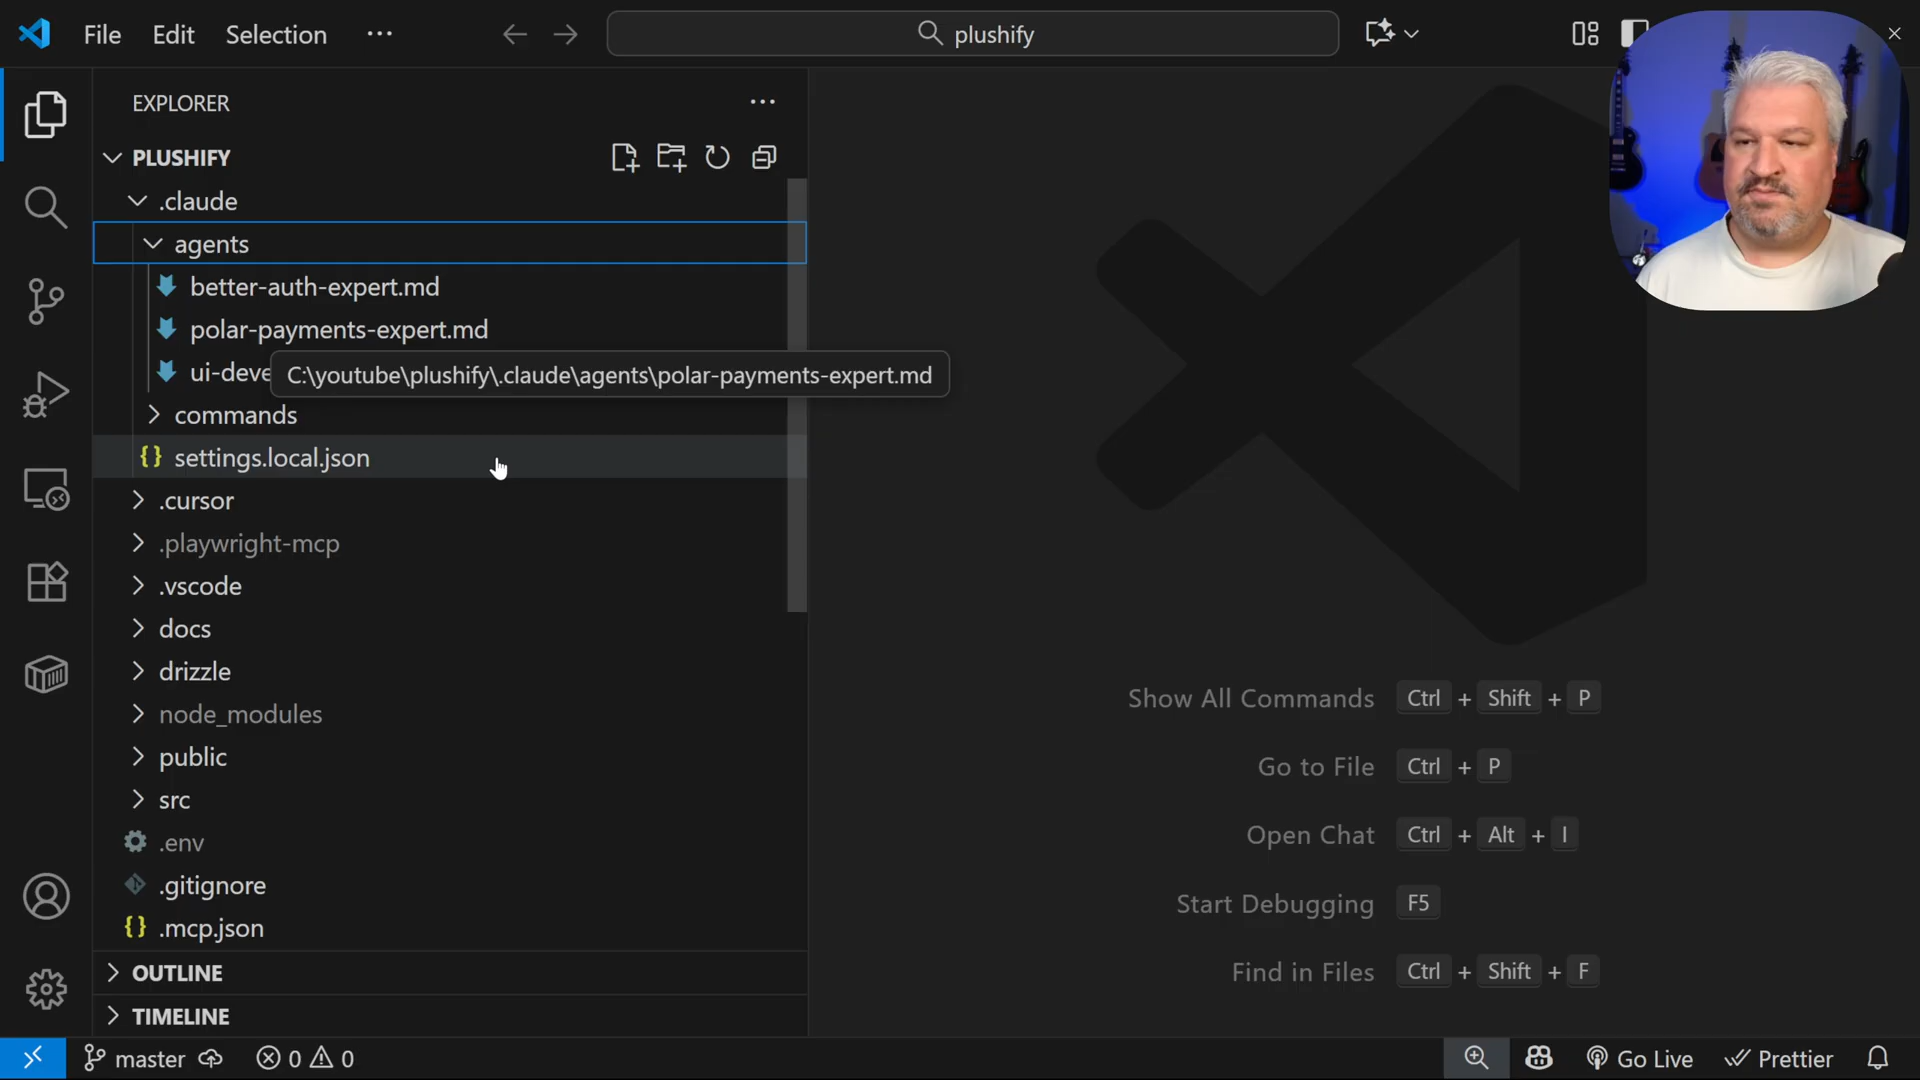 File Edit Selection ...
plushify
EXPLORER
PLUSHIFY
.claude
agents
better-auth-expert.md
polar-payments-expert.md
ui-deve
C:\youtube\plushify\.claude\agents\polar-payments-expert.md
commands
{} settings.local.json
.cursor
.playwright-mcp
.vscode
docs
drizzle
node_modules
public
src
.env
.gitignore
{} .mcp.json
OUTLINE
TIMELINE
Show All Commands Ctrl + Shift + P
Go to File Ctrl + P
Open Chat Ctrl + Alt + I
Start Debugging F5
Find in Files Ctrl + Shift + F
master 0 0 Go Live Prettier